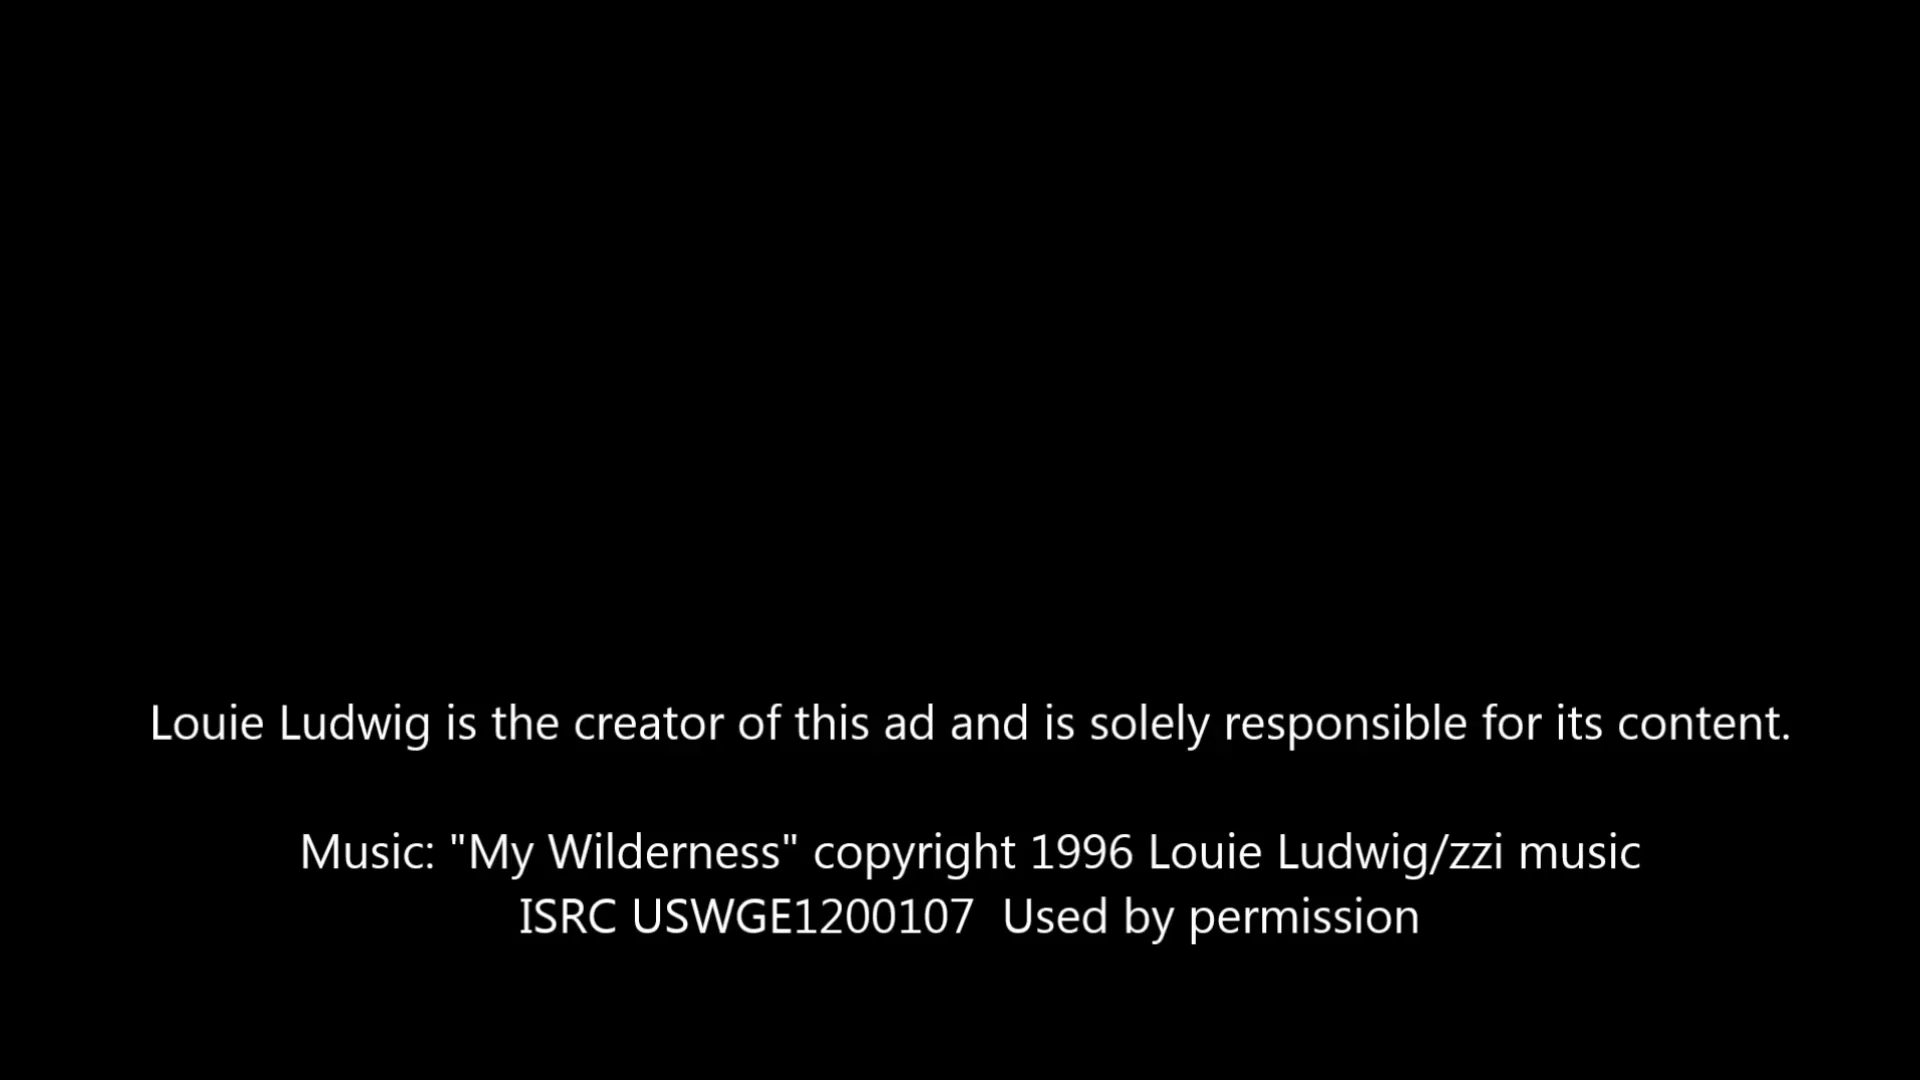 Louie Ludwig is the creator of this ad and is solely responsible for its content.
Music: "My Wilderness" copyright 1996 Louie Ludwig/zzi music
ISRC USWGE1200107  Used by permission